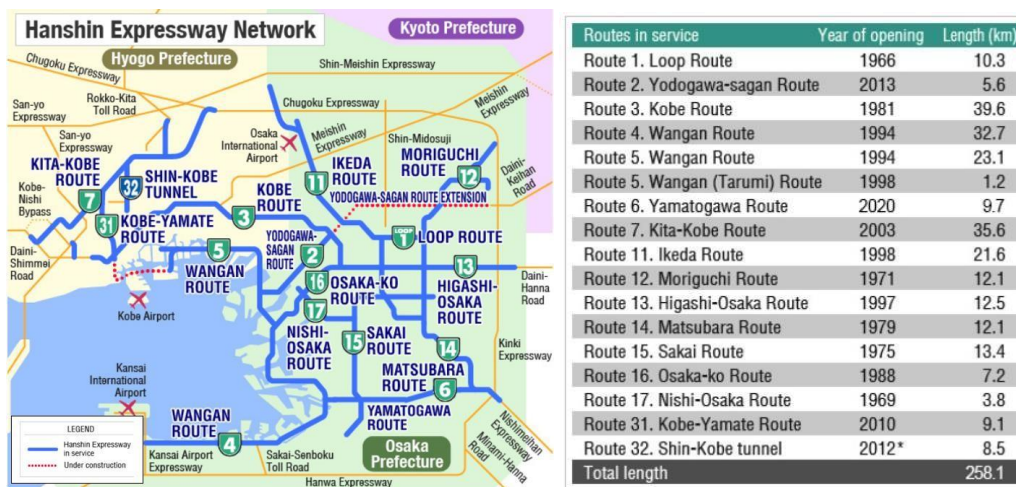 Hanshin Expressway Network
Kyoto Prefecture
Hyogo Prefecture
Chugoku Expressway
Shin-Meishin Expressway
San-yo
Expressway
Rokko-Kita
Toll Road
Chugoku Expressway
Meishin
Expressway
San-yo
Expressway
Osaka
International
Airport
Meishin
Expressway
Shin-Midosuji
KITA-KOBE
ROUTE
7
32
SHIN-KOBE
TUNNEL
IKEDA
ROUTE
11
MORIGUCHI
ROUTE
12
Daini-
Keihan
Road
YODOGAWA-SAGAN ROUTE EXTENSION
Kobe-
Nishi
Bypass
31
KOBE-YAMATE
ROUTE
KOBE
ROUTE
3
YODOGAWA-
SAGAN
ROUTE
2
LOOP
1
LOOP ROUTE
Daini-
Shimmei
Road
5
WANGAN
ROUTE
16
OSAKA-KO
ROUTE
13
HIGASHI-
OSAKA
ROUTE
Daini-
Hanna
Road
Kobe Airport
17
NISHI-
OSAKA
ROUTE
15
SAKAI
ROUTE
14
MATSUBARA
ROUTE
Kinki
Expressway
Kansai
International
Airport
6
YAMATOGAWA
ROUTE
WANGAN
ROUTE
4
Osaka
Prefecture
Nishimeihan
Expressway
Minami-Hanna
Road
LEGEND
Hanshin Expressway
in service
Under construction
Kansai Airport
Expressway
Sakai-Senboku
Toll Road
Hanwa Expressway
Routes in service Year of opening Length (km)
Route 1. Loop Route 1966 10.3
Route 2. Yodogawa-sagan Route 2013 5.6
Route 3. Kobe Route 1981 39.6
Route 4. Wangan Route 1994 32.7
Route 5. Wangan Route 1994 23.1
Route 5. Wangan (Tarumi) Route 1998 1.2
Route 6. Yamatogawa Route 2020 9.7
Route 7. Kita-Kobe Route 2003 35.6
Route 11. Ikeda Route 1998 21.6
Route 12. Moriguchi Route 1971 12.1
Route 13. Higashi-Osaka Route 1997 12.5
Route 14. Matsubara Route 1979 12.1
Route 15. Sakai Route 1975 13.4
Route 16. Osaka-ko Route 1988 7.2
Route 17. Nishi-Osaka Route 1969 3.8
Route 31. Kobe-Yamate Route 2010 9.1
Route 32. Shin-Kobe tunnel 2012* 8.5
Total length 258.1